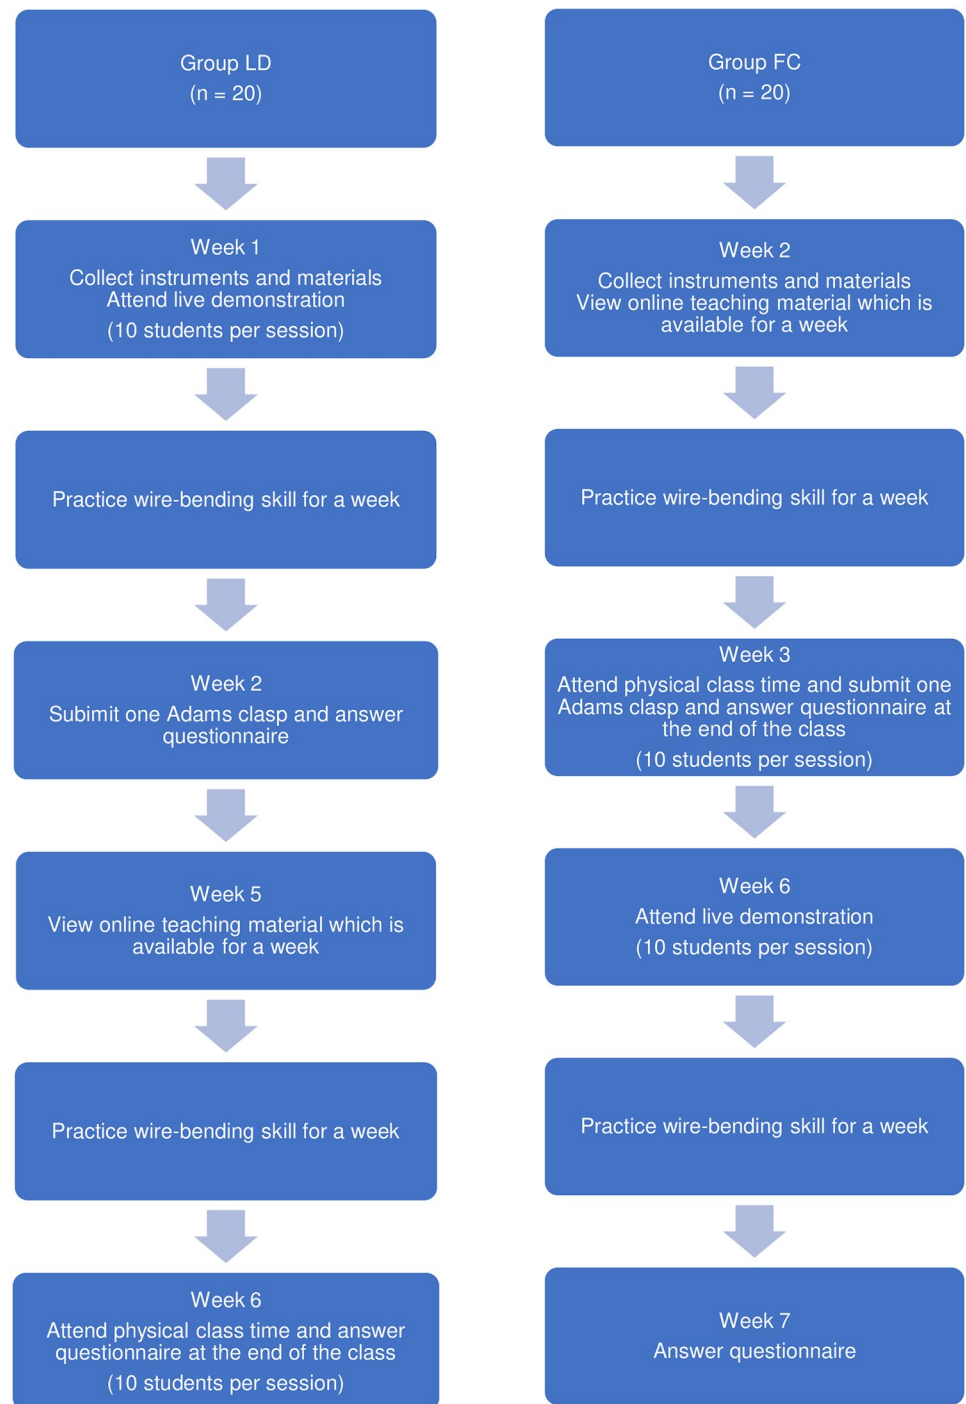 Group LD
(n = 20)
Week 1
Collect instruments and materials
Attend live demonstration
(10 students per session)
Practice wire-bending skill for a week
Week 2
Subimit one Adams clasp and answer
questionnaire
Week 5
View online teaching material which is
available for a week
Practice wire-bending skill for a week
Week 6
Attend physical class time and answer
questionnaire at the end of the class
(10 students per session)
Group FC
(n = 20)
Week 2
Collect instruments and materials
View online teaching material which is
available for a week
Practice wire-bending skill for a week
Week 3
Attend physical class time and submit one
Adams clasp and answer questionnaire at
the end of the class
(10 students per session)
Week 6
Attend live demonstration
(10 students per session)
Practice wire-bending skill for a week
Week 7
Answer questionnaire